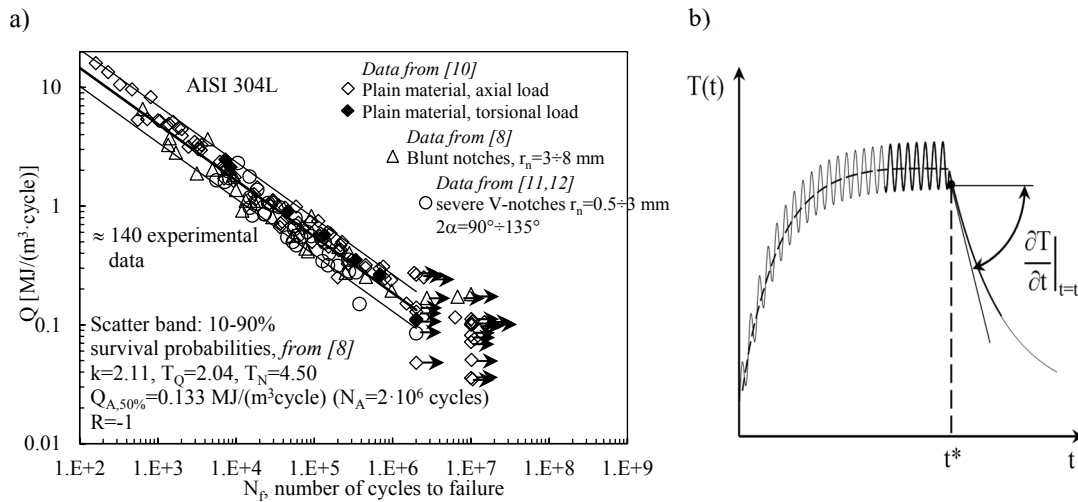 a)
Q [MJ/(m³·cycle)]
10
1
0.1
0.01
AISI 304L
Data from [10]
Plain material, axial load
Plain material, torsional load
Data from [8]
Blunt notches, r_n=3÷8 mm
Data from [11,12]
severe V-notches r_n=0.5÷3 mm
2α=90°÷135°
≈ 140 experimental
data
Scatter band: 10-90%
survival probabilities, from [8]
k=2.11, T_Q=2.04, T_N=4.50
Q_A,50%=0.133 MJ/(m³cycle) (N_A=2·10⁶ cycles)
R=-1
1.E+2 1.E+3 1.E+4 1.E+5 1.E+6 1.E+7 1.E+8 1.E+9
N_f, number of cycles to failure
b)
T(t)
∂T/∂t|t=t
t*
t